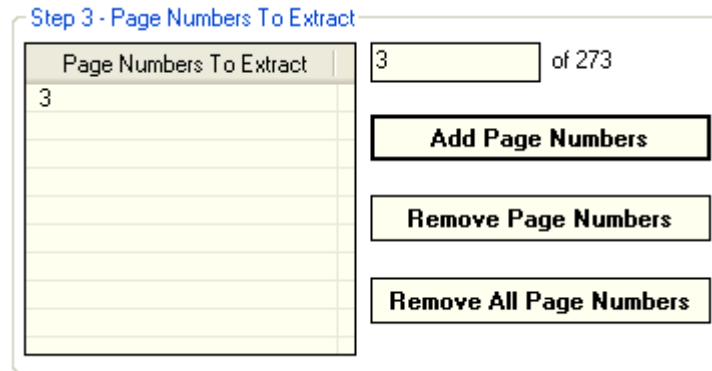 Step 3 - Page Numbers To Extract
Page Numbers To Extract
3
3 of 273
Add Page Numbers
Remove Page Numbers
Remove All Page Numbers